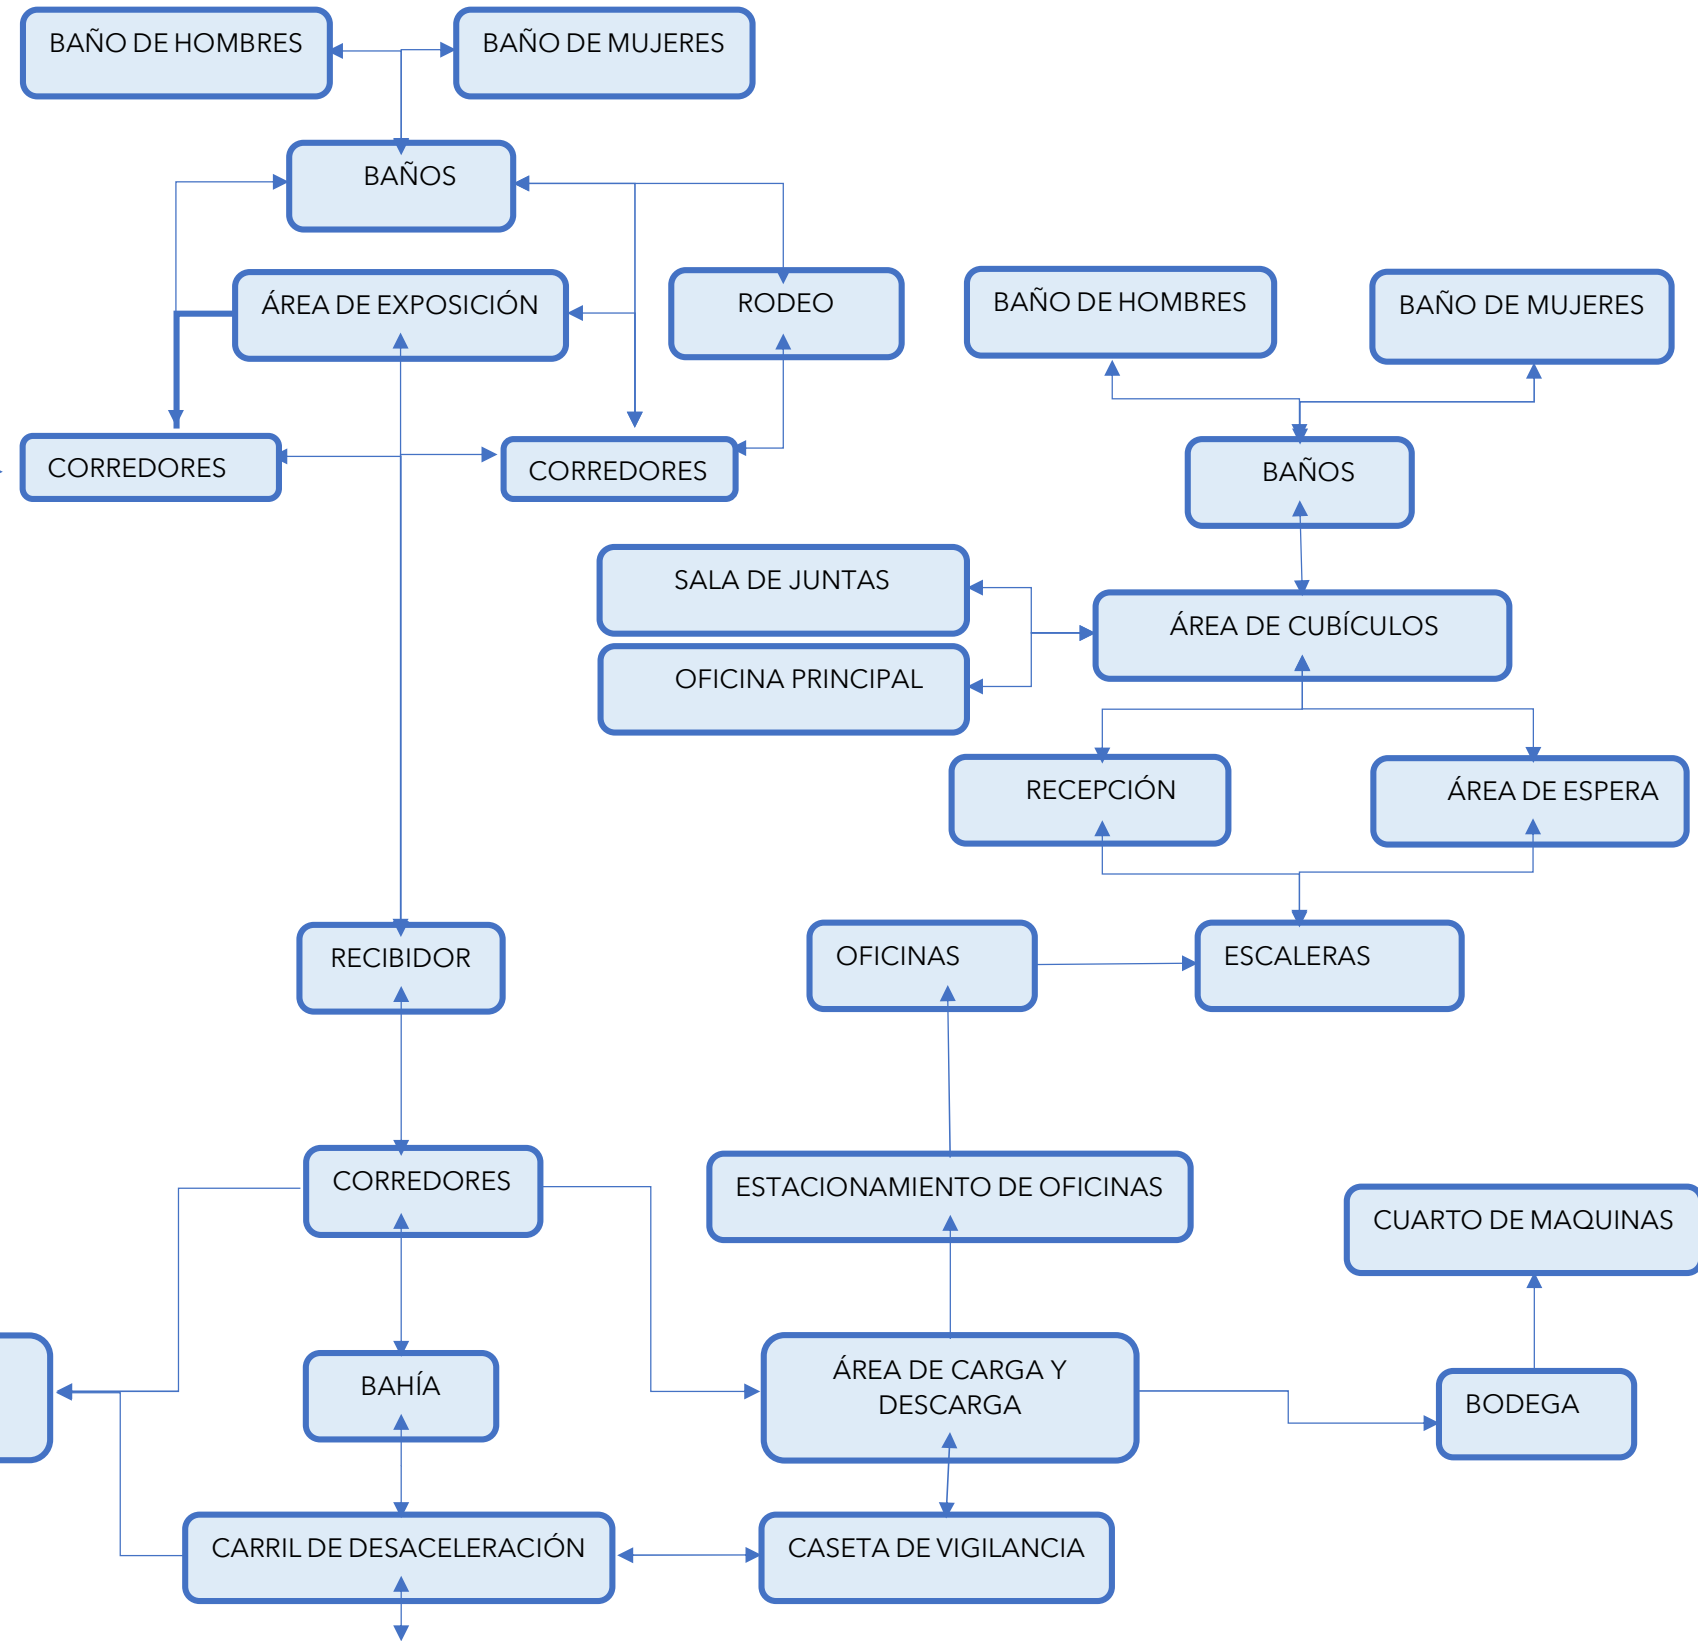 BAÑO DE HOMBRES
BAÑO DE MUJERES
BAÑOS
ÁREA DE EXPOSICIÓN
RODEO
BAÑO DE HOMBRES
BAÑO DE MUJERES
CORREDORES
CORREDORES
BAÑOS
SALA DE JUNTAS
ÁREA DE CUBÍCULOS
OFICINA PRINCIPAL
RECEPCIÓN
ÁREA DE ESPERA
RECIBIDOR
OFICINAS
ESCALERAS
CORREDORES
ESTACIONAMIENTO DE OFICINAS
CUARTO DE MAQUINAS
BAHÍA
ÁREA DE CARGA Y
DESCARGA
BODEGA
CARRIL DE DESACELERACIÓN
CASETA DE VIGILANCIA